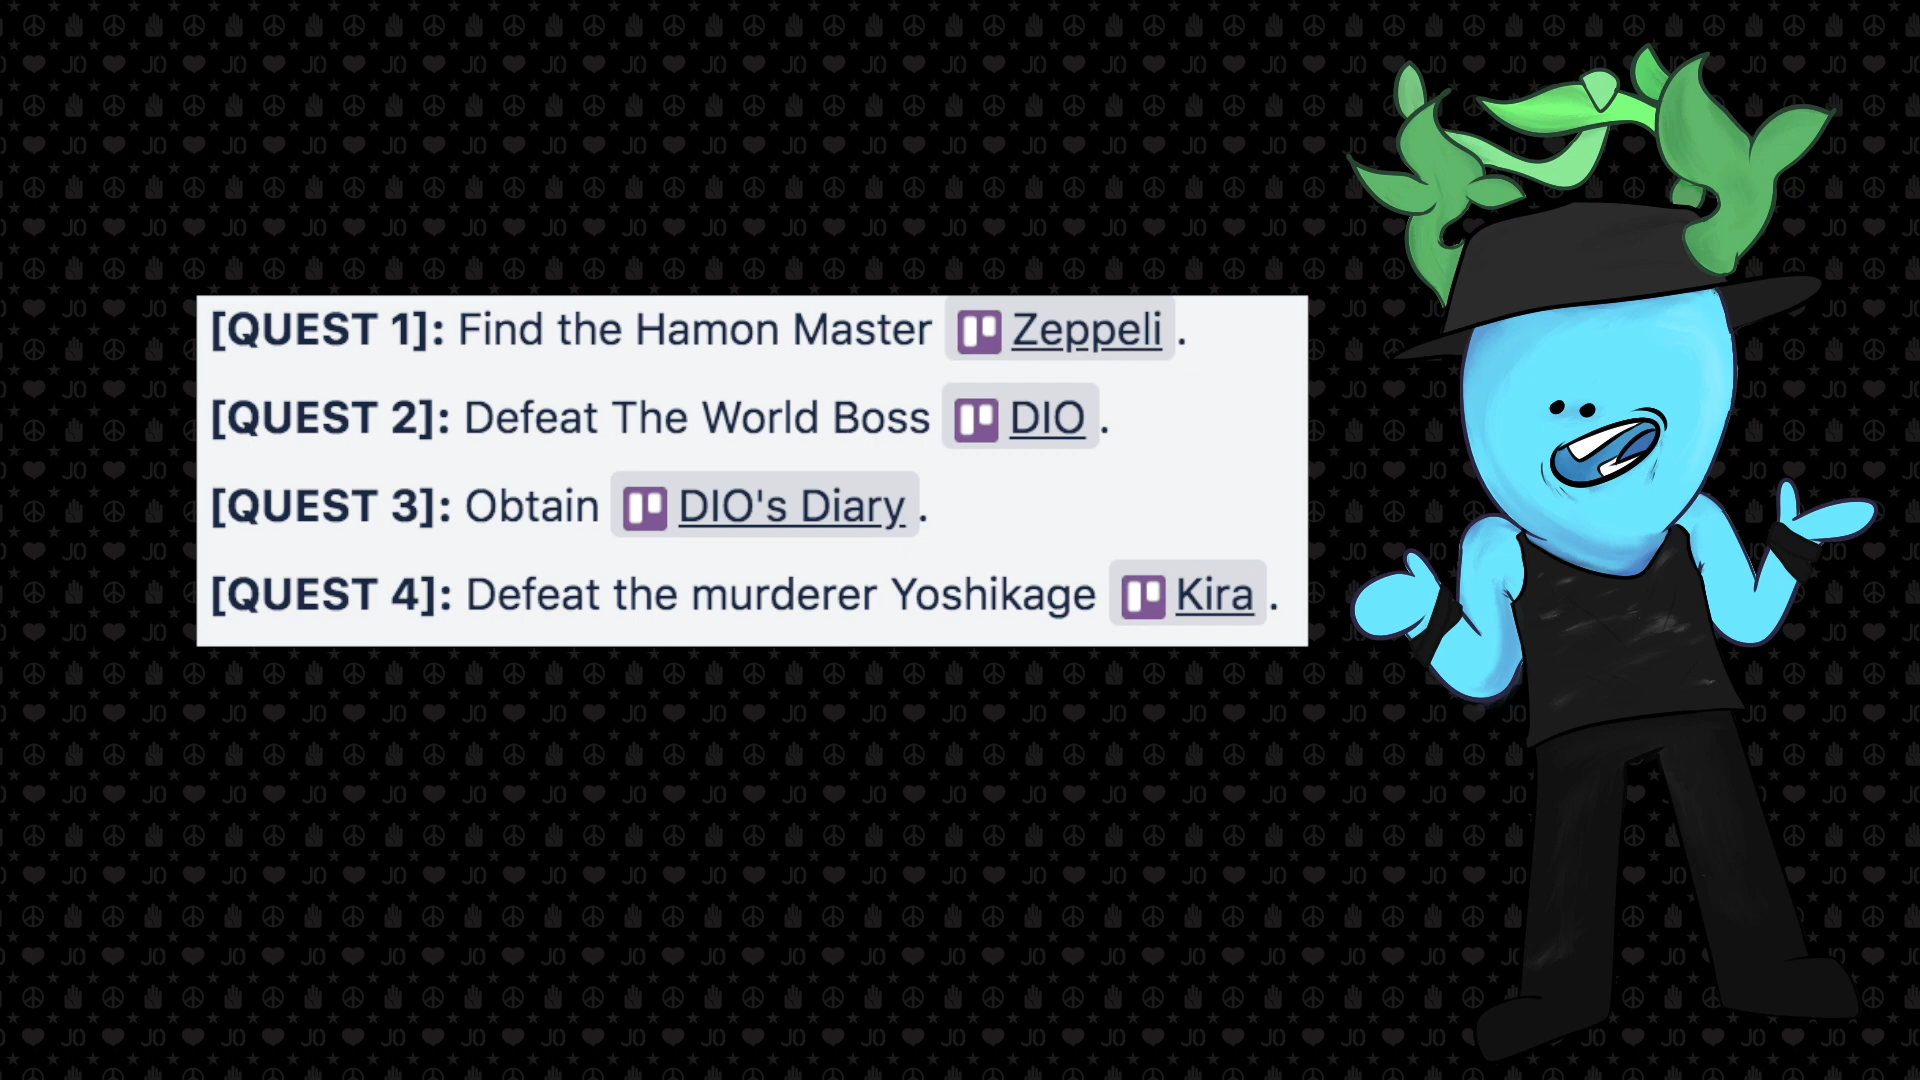 [QUEST 1]: Find the Hamon Master Zeppeli.
[QUEST 2]: Defeat The World Boss DIO.
[QUEST 3]: Obtain DIO's Diary.
[QUEST 4]: Defeat the murderer Yoshikage Kira.